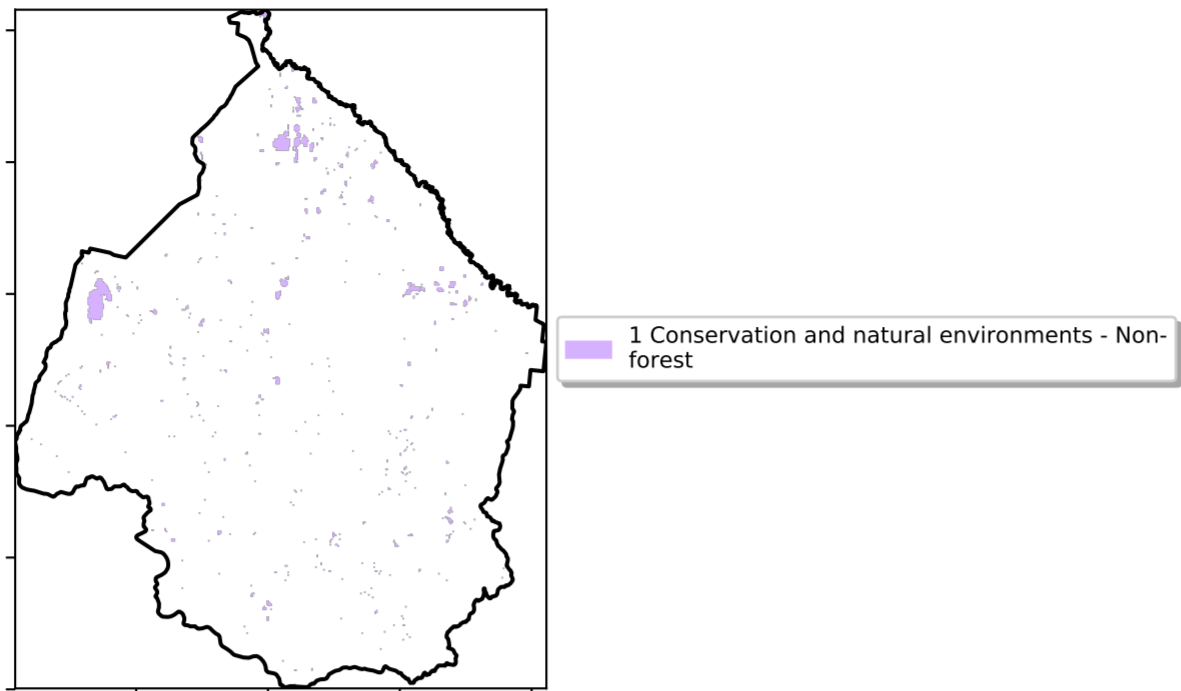 1 Conservation and natural environments - Non-
forest